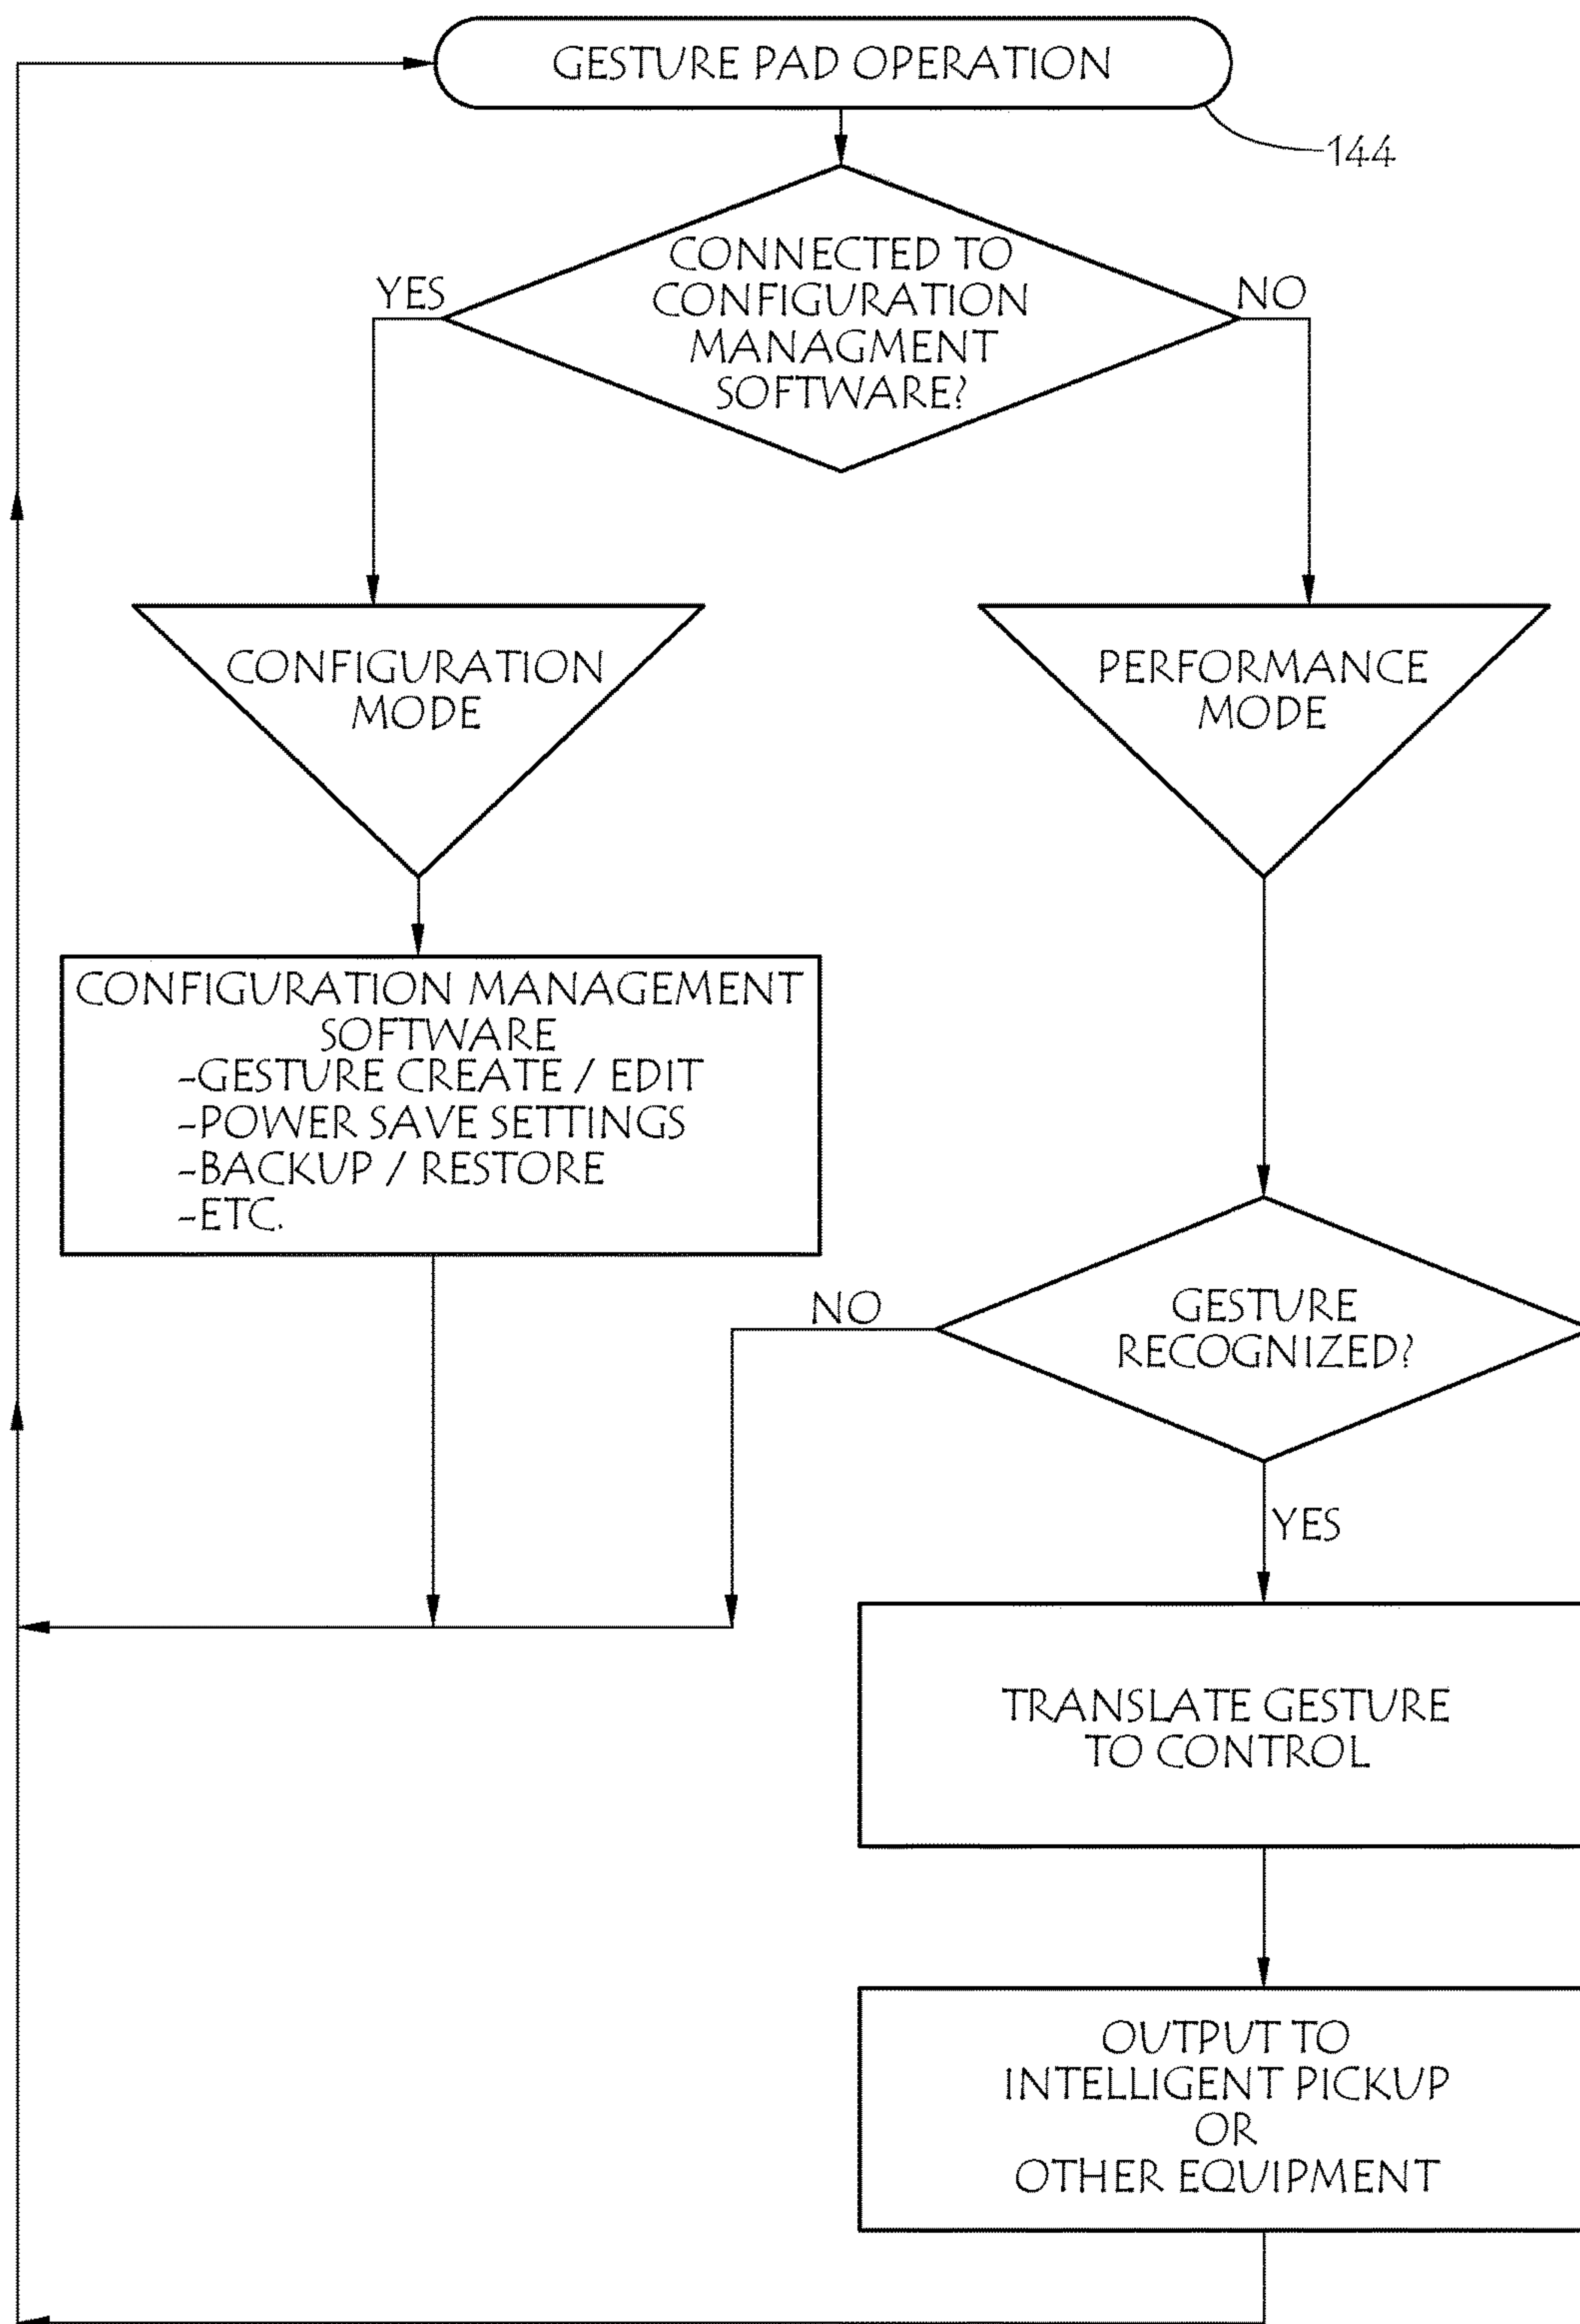 GESTURE PAD OPERATION
144
CONNECTED TO
CONFIGURATION
MANAGMENT
SOFTWARE?
YES
NO
CONFIGURATION
MODE
PERFORMANCE
MODE
CONFIGURATION MANAGEMENT
SOFTWARE
-GESTURE CREATE / EDIT
-POWER SAVE SETTINGS
-BACKUP / RESTORE
-ETC.
NO
GESTURE
RECOGNIZED?
YES
TRANSLATE GESTURE
TO CONTROL
OUTPUT TO
INTELLIGENT PICKUP
OR
OTHER EQUIPMENT